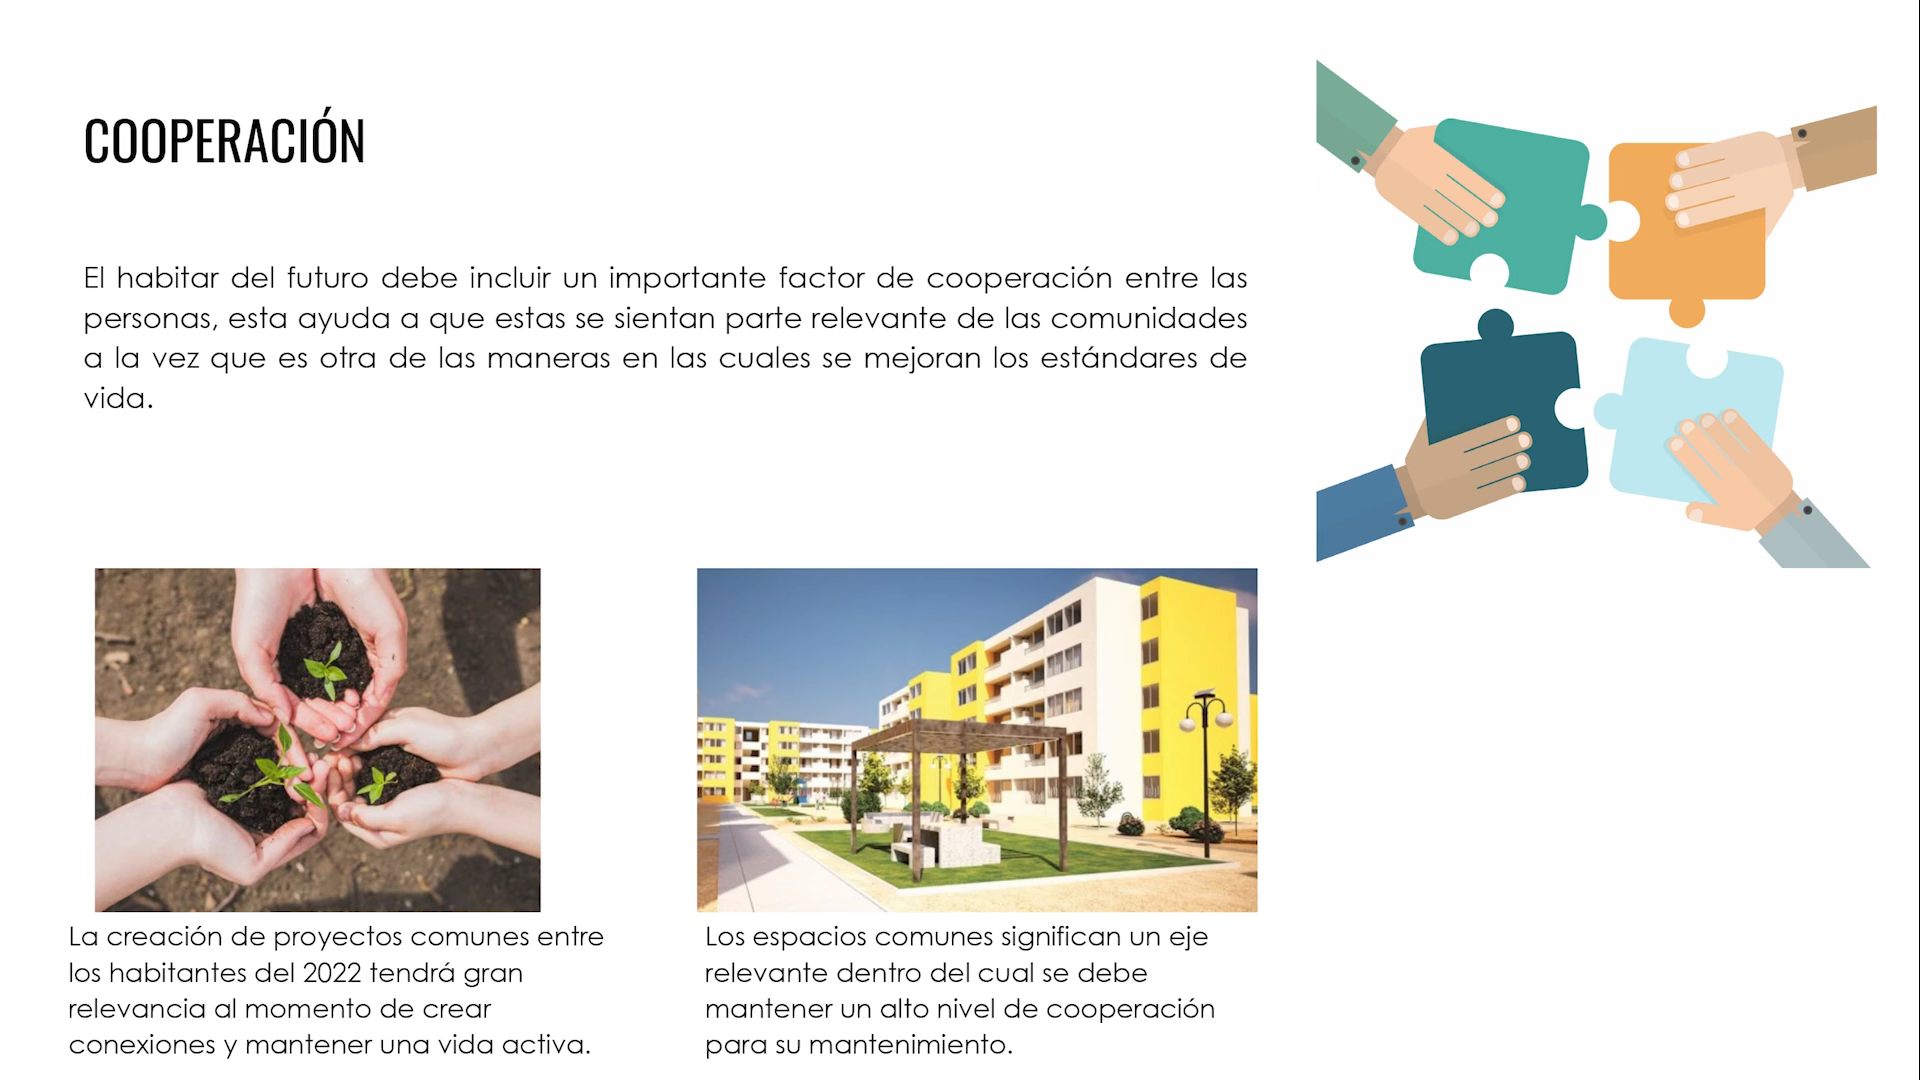 COOPERACIÓN
El habitar del futuro debe incluir un importante factor de cooperación entre las
personas, esta ayuda a que estas se sientan parte relevante de las comunidades
a la vez que es otra de las maneras en las cuales se mejoran los estándares de
vida.
La creación de proyectos comunes entre
los habitantes del 2022 tendrá gran
relevancia al momento de crear
conexiones y mantener una vida activa.
Los espacios comunes significan un eje
relevante dentro del cual se debe
mantener un alto nivel de cooperación
para su mantenimiento.